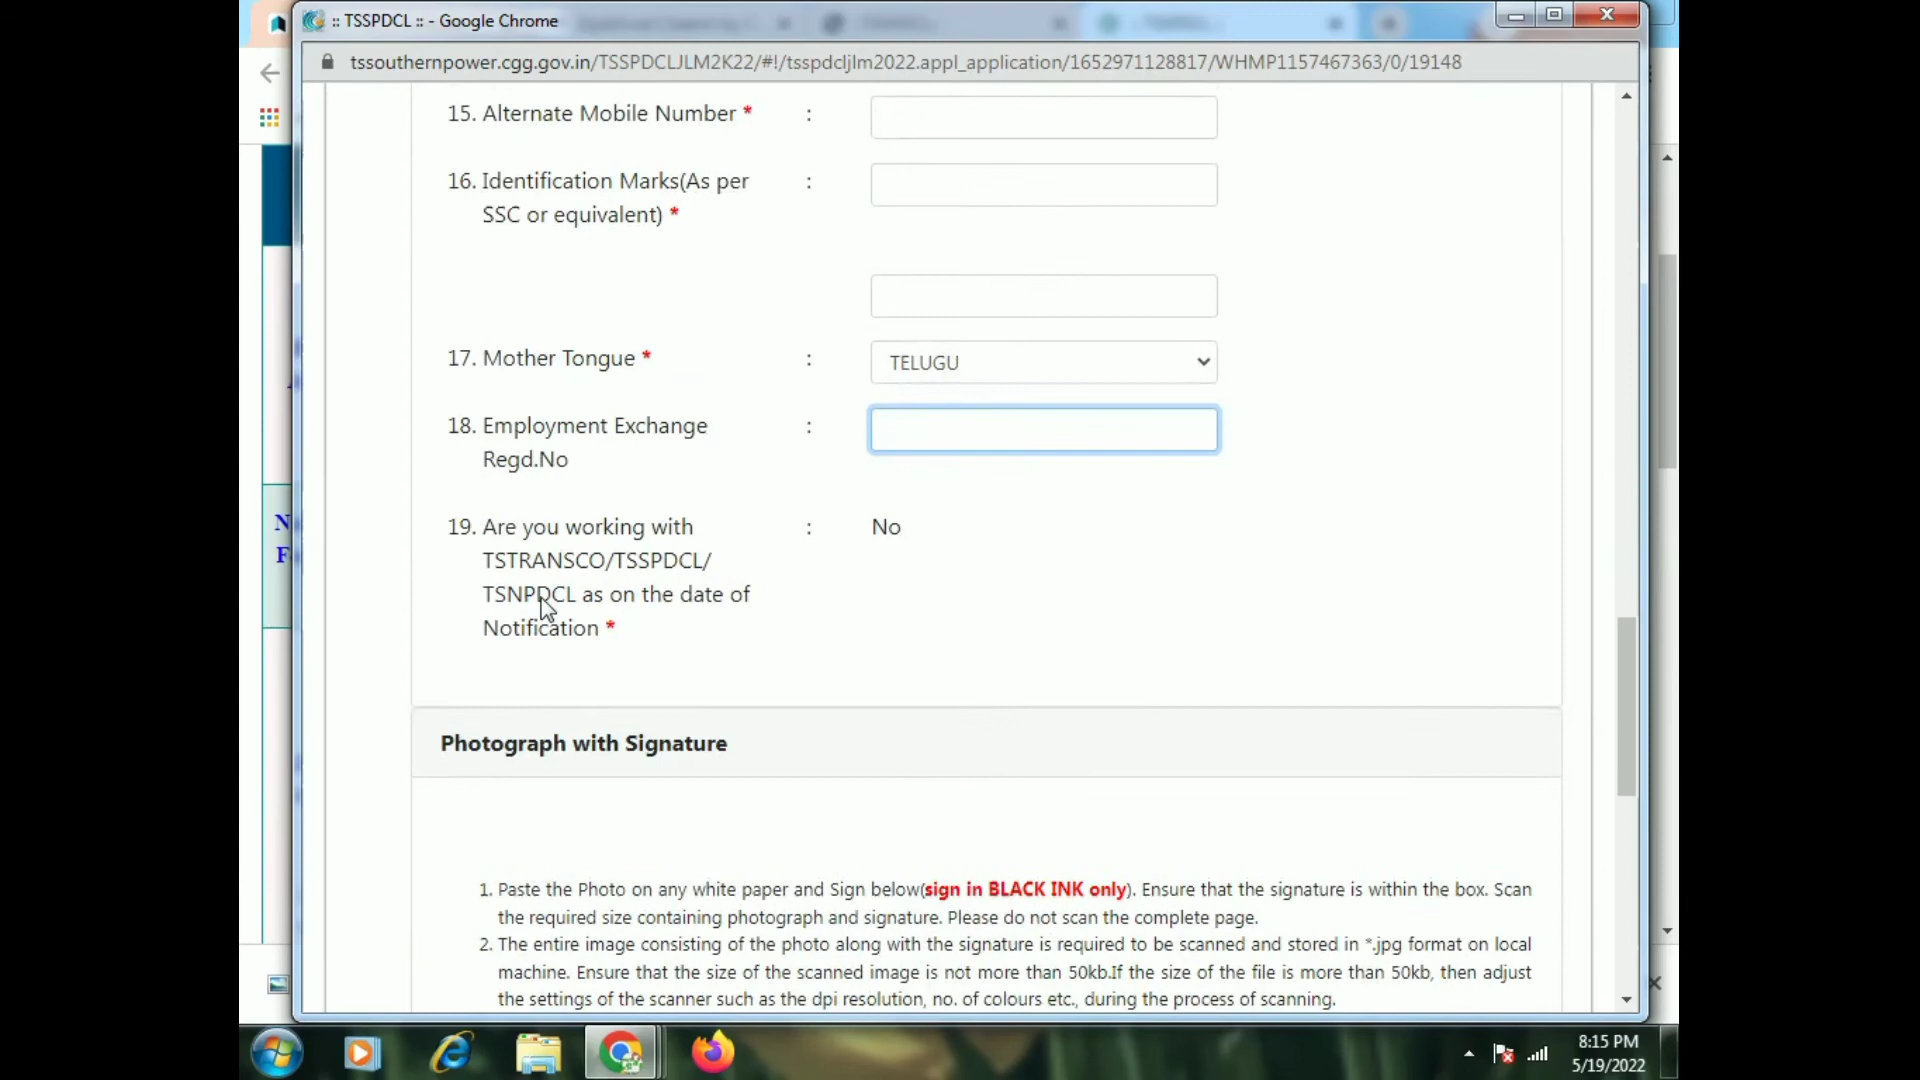 :: TSSPDCL :: - Google Chrome
tssouthernpower.cgg.gov.in/TSSPDCLJLM2K22/#!/tsspdcljlm2022.appl_application/1652971128817/WHMP1157467363/0/19148
15. Alternate Mobile Number * :
16. Identification Marks(As per :
SSC or equivalent) *
17. Mother Tongue * : TELUGU
18. Employment Exchange :
Regd.No
19. Are you working with : No
TSTRANSCO/TSSPDCL/
TSNPDCL as on the date of
Notification *
N
F
Photograph with Signature
1. Paste the Photo on any white paper and Sign below(sign in BLACK INK only). Ensure that the signature is within the box. Scan
the required size containing photograph and signature. Please do not scan the complete page.
2. The entire image consisting of the photo along with the signature is required to be scanned and stored in *.jpg format on local
machine. Ensure that the size of the scanned image is not more than 50kb.If the size of the file is more than 50kb, then adjust
the settings of the scanner such as the dpi resolution, no. of colours etc., during the process of scanning.
8:15 PM
5/19/2022